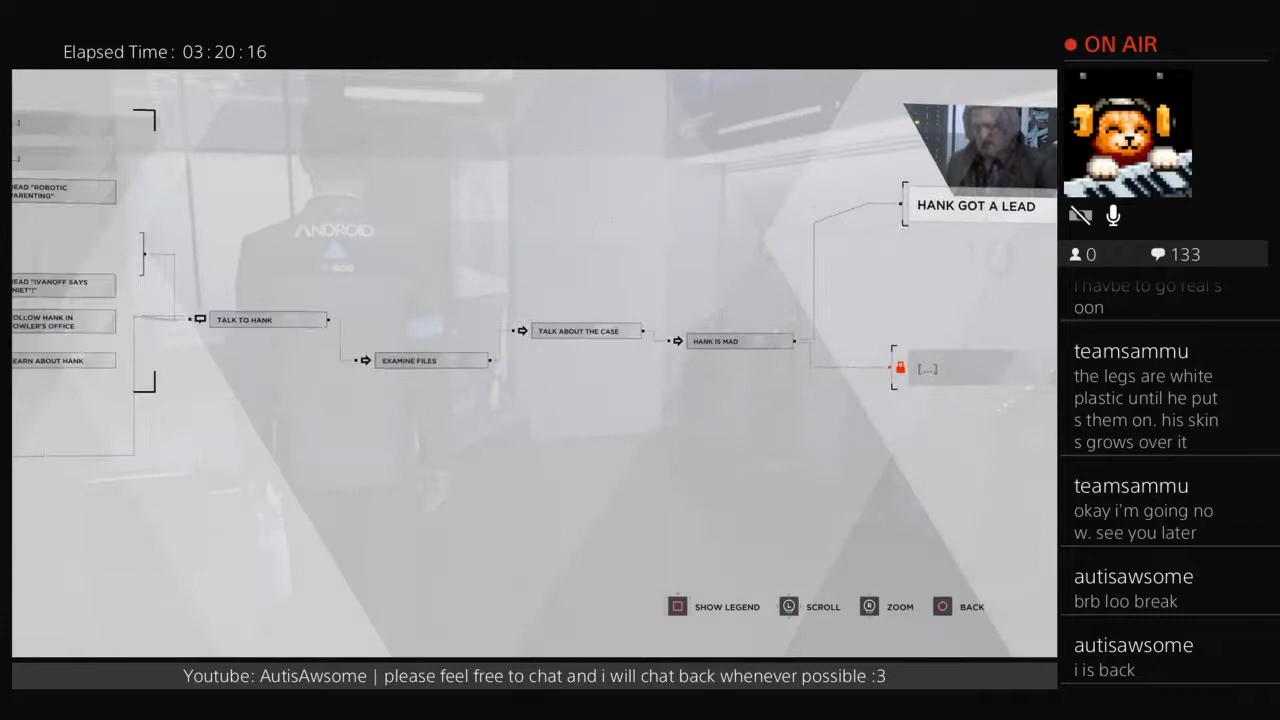 Elapsed Time: 03:20:16
ON AIR
0
133
.]
.]
EAD "ROBOTIC
PARENTING"
EAD "IVANOFF SAYS
NIET"!"
OLLOW HANK IN
OWLER'S OFFICE
EARN ABOUT HANK
TALK TO HANK
EXAMINE FILES
TALK ABOUT THE CASE
HANK IS MAD
HANK GOT A LEAD
[...]
ANDROID
SHOW LEGEND
L
SCROLL
R
ZOOM
BACK
Youtube: AutisAwsome | please feel free to chat and i will chat back whenever possible :3
i havbe to go real s
oon
teamsammu
the legs are white
plastic until he put
s them on. his skin
s grows over it
teamsammu
okay i'm going no
w. see you later
autisawsome
brb loo break
autisawsome
i is back